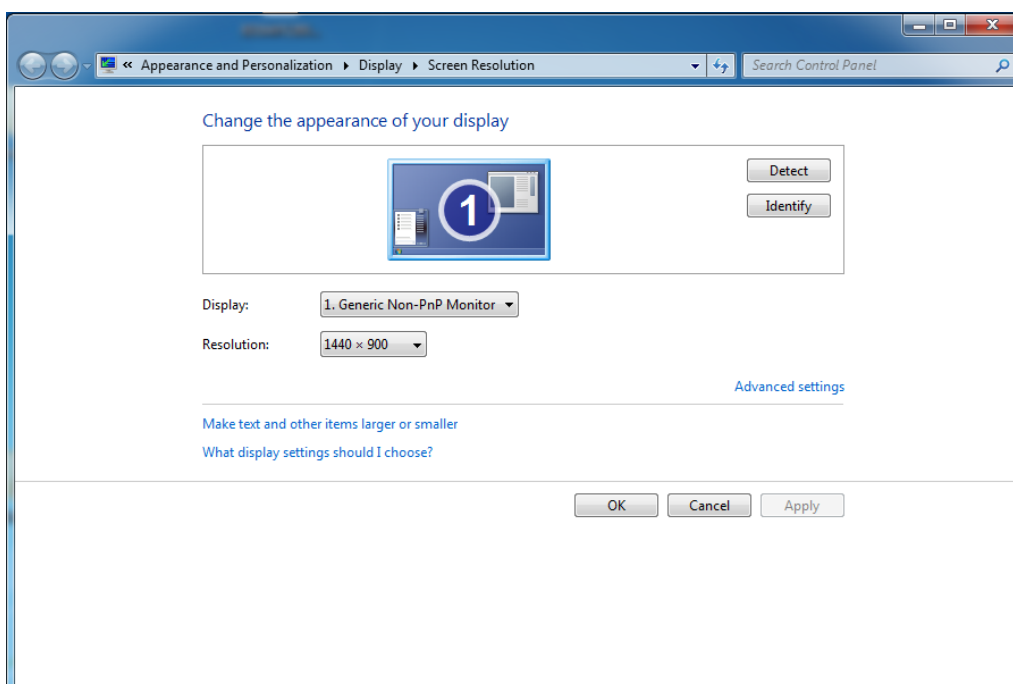 « Appearance and Personalization Display Screen Resolution Search Control Panel
Change the appearance of your display
1
Detect
Identify
Display: 1. Generic Non-PnP Monitor
Resolution: 1440 × 900
Advanced settings
Make text and other items larger or smaller
What display settings should I choose?
OK Cancel Apply